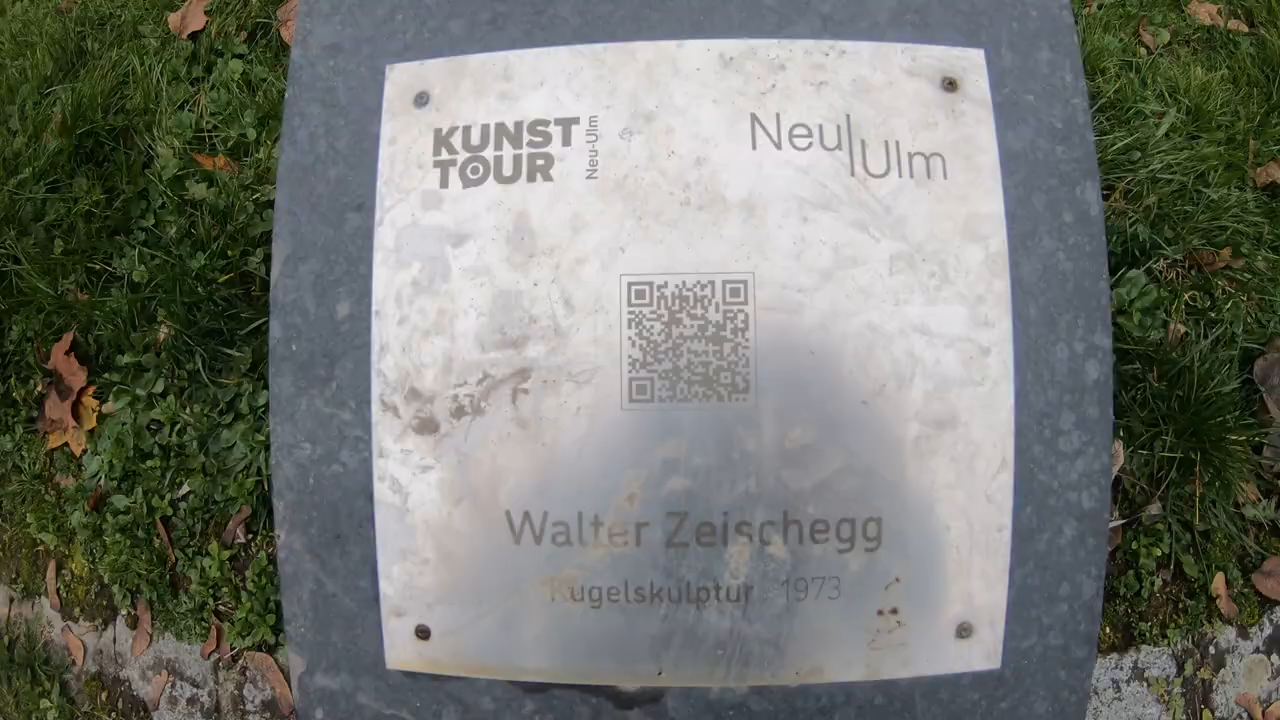 KUNST
TOUR
Neu-Ulm
Neu|Ulm
Walter Zeischegg
Kugelskulptur 1973